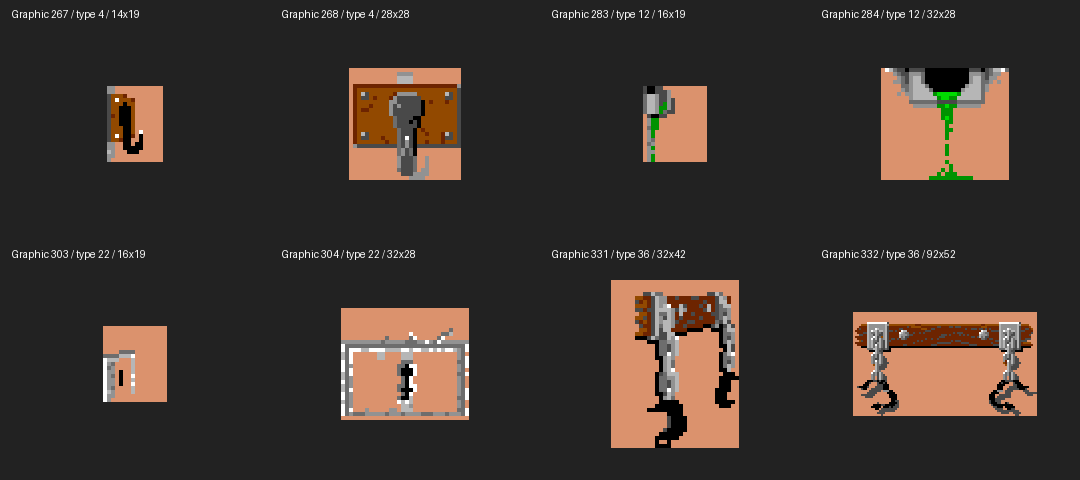 Graphic 267 / type 4 / 14x19
Graphic 268 / type 4 / 28x28
Graphic 283 / type 12 / 16x19
Graphic 284 / type 12 / 32x28
Graphic 303 / type 22 / 16x19
Graphic 304 / type 22 / 32x28
Graphic 331 / type 36 / 32x42
Graphic 332 / type 36 / 92x52